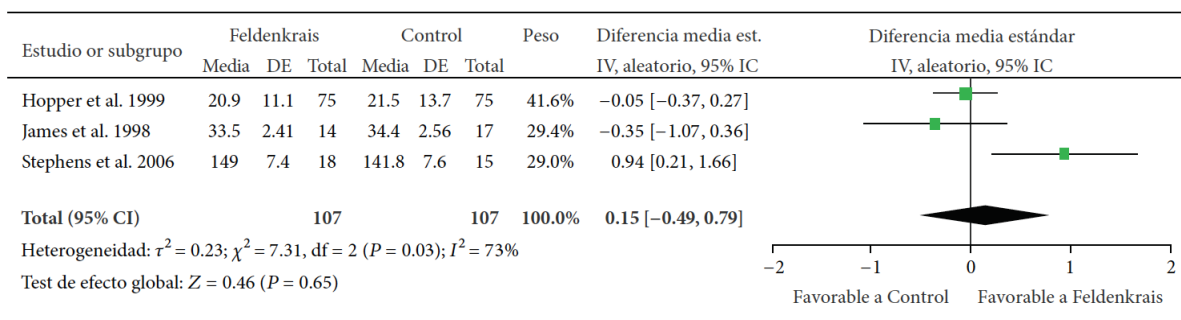 Estudio or subgrupo Feldenkrais Control Peso Diferencia media est. Diferencia media estándar
Media DE Total Media DE Total IV, aleatorio, 95% IC IV, aleatorio, 95% IC
Hopper et al. 1999 20.9 11.1 75 21.5 13.7 75 41.6% −0.05 [−0.37, 0.27]
James et al. 1998 33.5 2.41 14 34.4 2.56 17 29.4% −0.35 [−1.07, 0.36]
Stephens et al. 2006 149 7.4 18 141.8 7.6 15 29.0% 0.94 [0.21, 1.66]
Total (95% CI) 107 107 100.0% 0.15 [−0.49, 0.79]
Heterogeneidad: τ² = 0.23; χ² = 7.31, df = 2 (P = 0.03); I² = 73%
Test de efecto global: Z = 0.46 (P = 0.65)
−2 −1 0 1 2
Favorable a Control Favorable a Feldenkrais